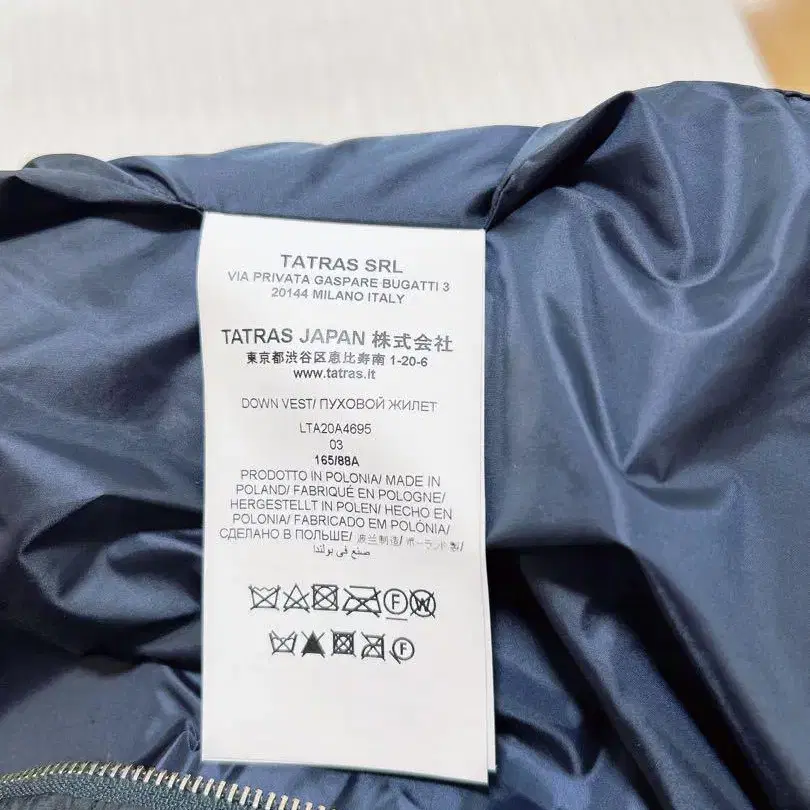 TATRAS SRL
VIA PRIVATA GASPARE BUGATTI 3
20144 MILANO ITALY
TATRAS JAPAN 株式会社
東京都渋谷区恵比寿南 1-20-6
www.tatras.it
DOWN VEST/ ПУХОВОЙ ЖИЛЕТ
LTA20A4695
03
165/88A
PRODOTTO IN POLONIA/ MADE IN
POLAND/ FABRIQUÉ EN POLOGNE/
HERGESTELLT IN POLEN/ HECHO EN
POLONIA/ FABRICADO EM POLÓNIA/
СДЕЛАНО В ПОЛЬШЕ/ 波兰制造/ ポーランド製/
صنع في بولندا
F W
F